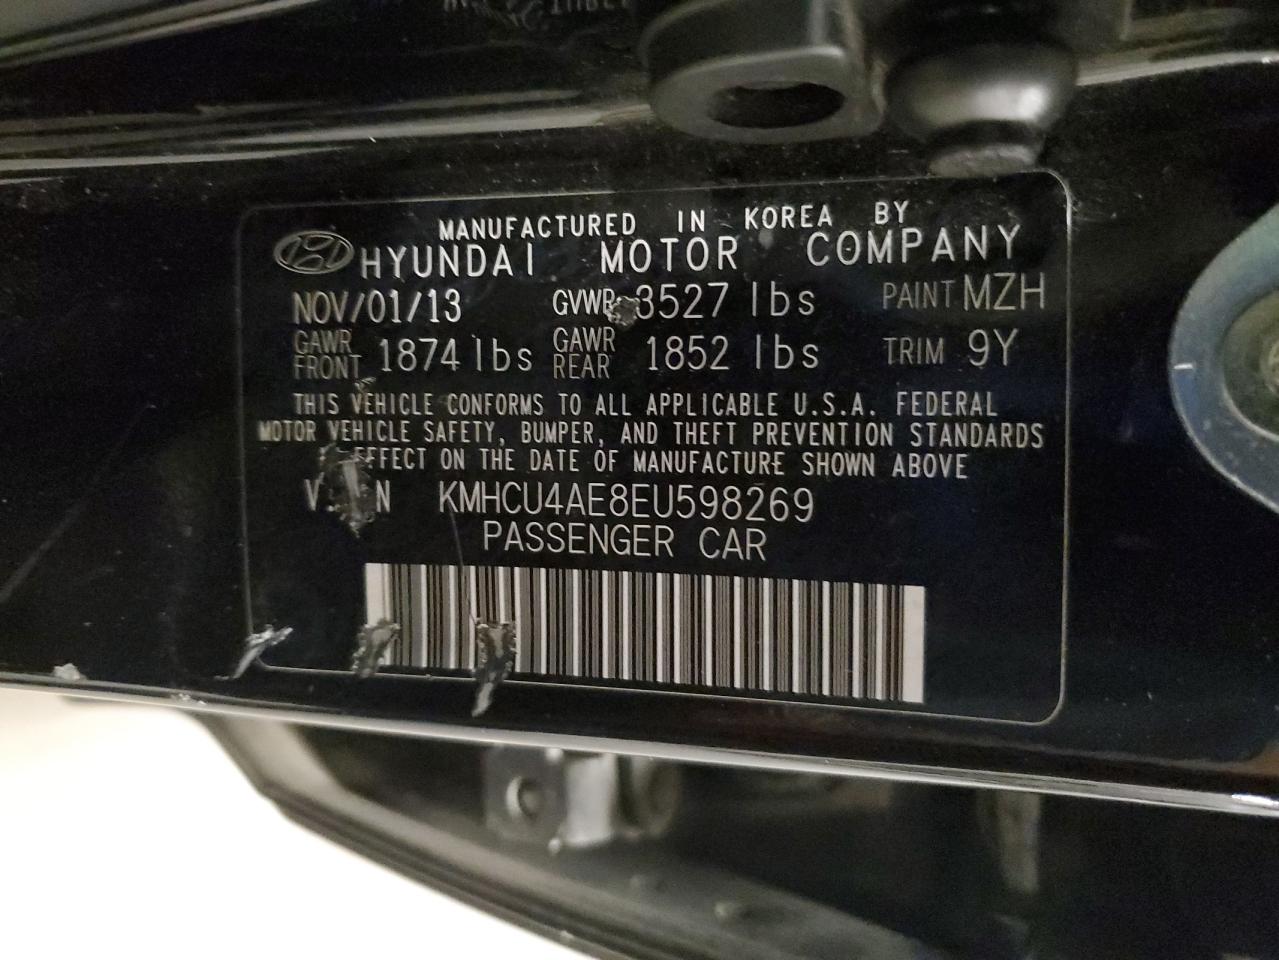 MANUFACTURED IN KOREA BY
HYUNDAI MOTOR COMPANY
NOV/01/13 GVWR 3527 lbs PAINT MZH
GAWR FRONT 1874 lbs GAWR REAR 1852 lbs TRIM 9Y
THIS VEHICLE CONFORMS TO ALL APPLICABLE U.S.A. FEDERAL
MOTOR VEHICLE SAFETY, BUMPER, AND THEFT PREVENTION STANDARDS
EFFECT ON THE DATE OF MANUFACTURE SHOWN ABOVE
V N KMHCU4AE8EU598269
PASSENGER CAR